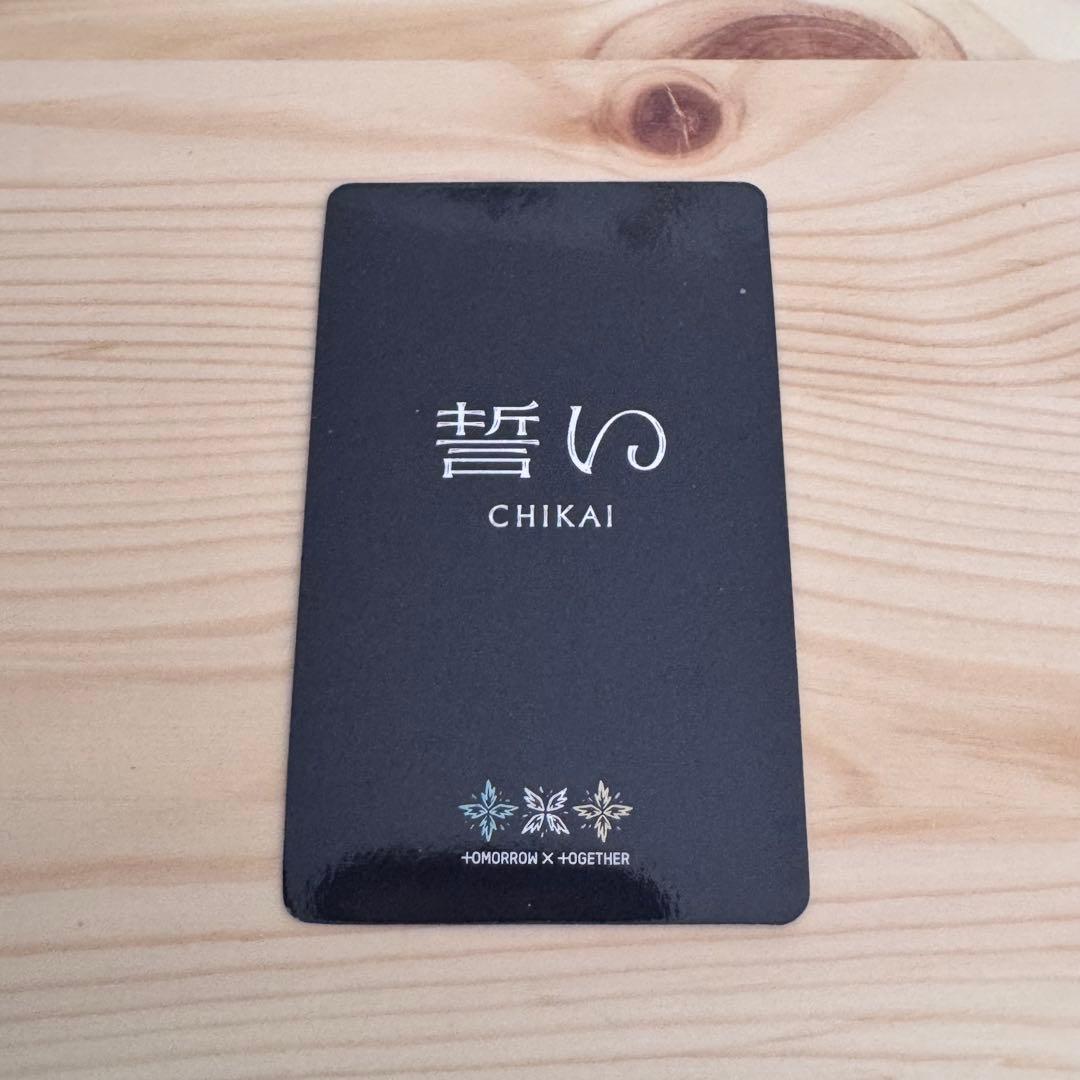 誓い
CHIKAI
TOMORROW X TOGETHER